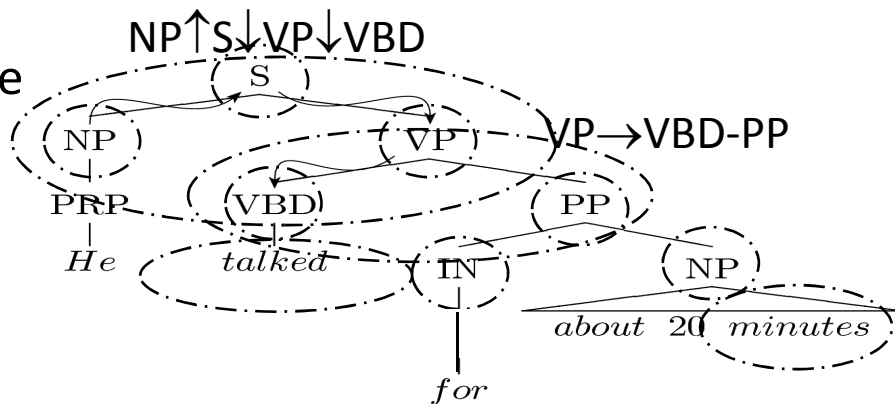 NP↑S↓VP↓VBD
e
S
NP
VP
VP→VBD-PP
PRP
VBD
PP
He
talked
IN
NP
about 20 minutes
for